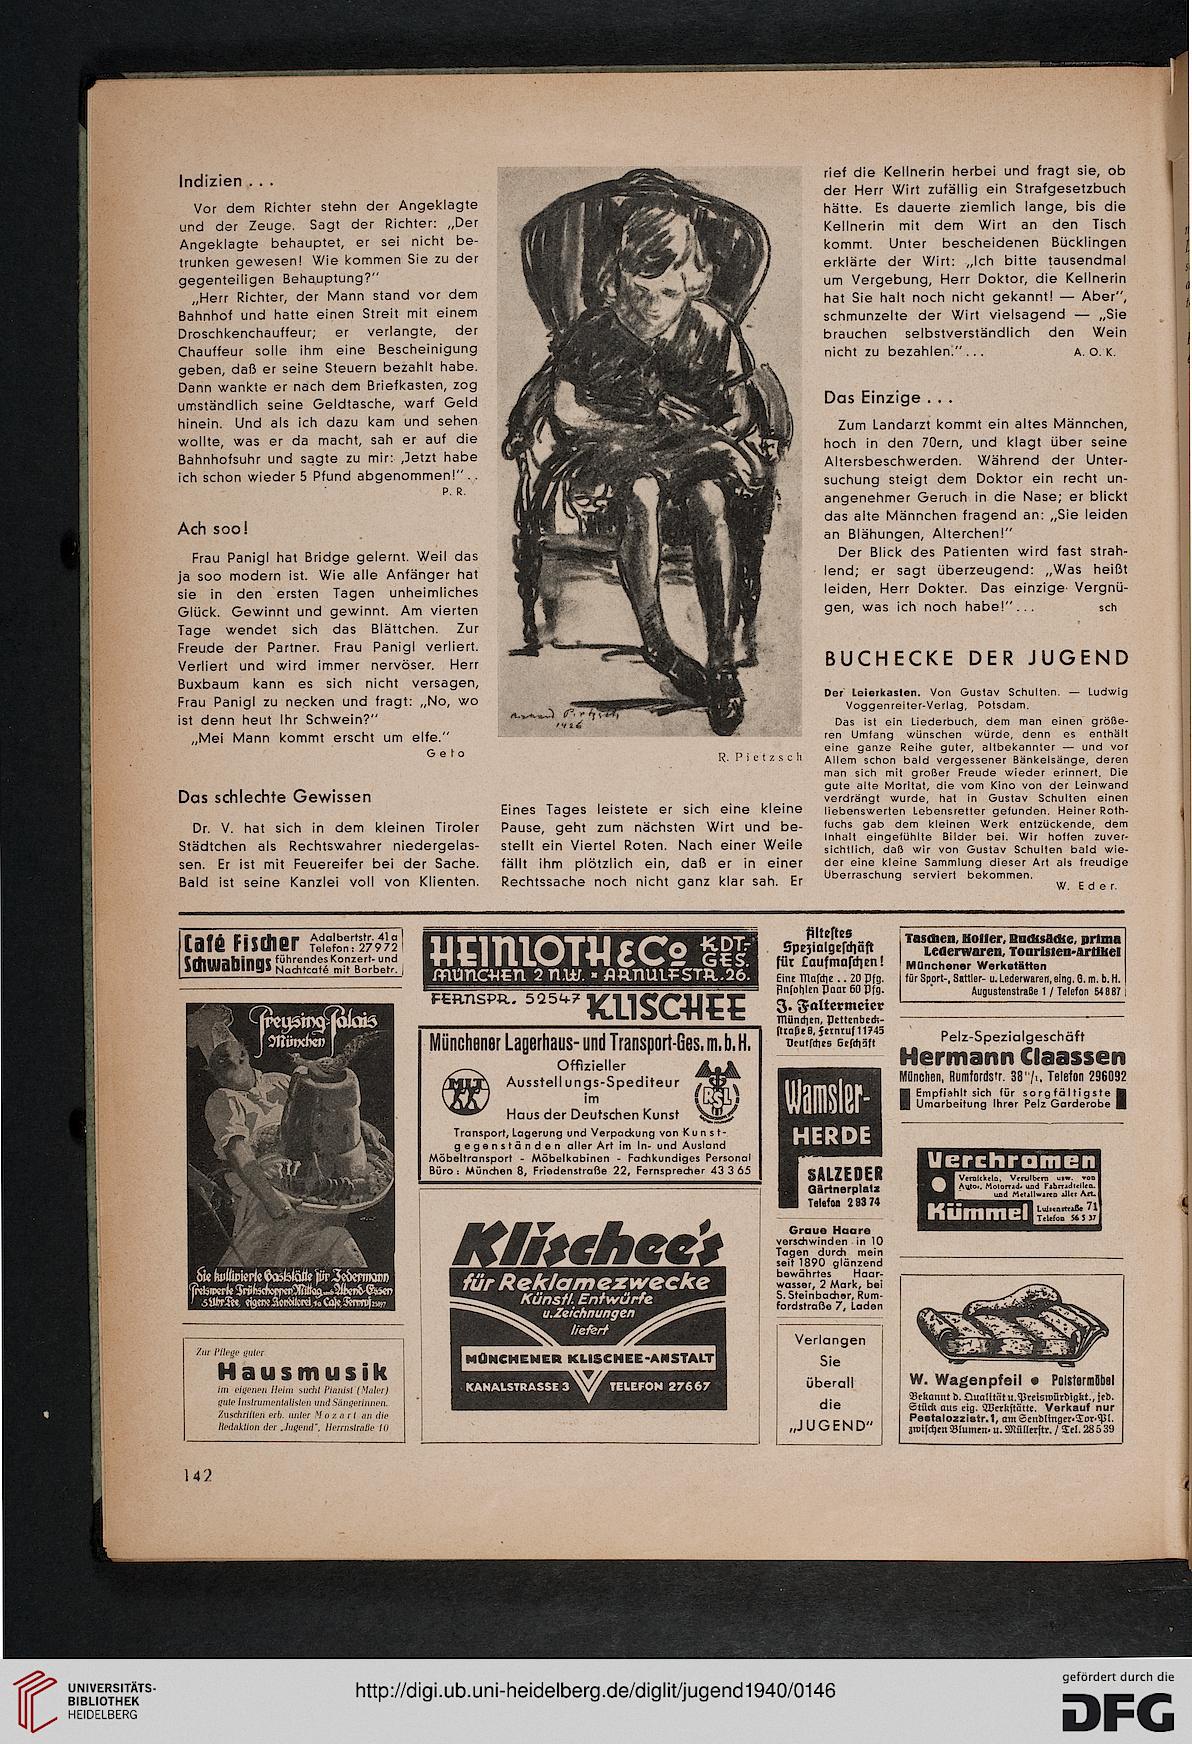 Indizien . . .
Vor dem Richter stehn der Angeklagte
und der Zeuge. Sagt der Richter: „Der
Angeklagte behauptet, er sei nicht be-
trunken gewesen! Wie kommen Sie zu der
gegenteiligen Behauptung?"
„Herr Richter, der Mann stand vor dem
Bahnhof und hatte einen Streit mit einem
Droschkenchauffeur; er verlangte, der
Chauffeur solle ihm eine Bescheinigung
geben, daß er seine Steuern bezahlt habe.
Dann wankte er nach dem Briefkasten, zog
umständlich seine Geldtasche, warf Geld
hinein. Und als ich dazu kam und sehen
wollte, was er da macht, sah er auf die
Bahnhofsuhr und sagte zu mir: ‚Jetzt habe
ich schon wieder 5 Pfund abgenommen!" . .
P. R.
Ach soo!
Frau Panigl hat Bridge gelernt. Weil das
ja soo modern ist. Wie alle Anfänger hat
sie in den ersten Tagen unheimliches
Glück. Gewinnt und gewinnt. Am vierten
Tage wendet sich das Blättchen. Zur
Freude der Partner. Frau Panigl verliert.
Verliert und wird immer nervöser. Herr
Buxbaum kann es sich nicht versagen,
Frau Panigl zu necken und fragt: „No, wo
ist denn heut Ihr Schwein?"
„Mei Mann kommt erscht um elfe."
Geto
Das schlechte Gewissen
Dr. V. hat sich in dem kleinen Tiroler
Städtchen als Rechtswahrer niedergelas-
sen. Er ist mit Feuereifer bei der Sache.
Bald ist seine Kanzlei voll von Klienten.
1926
R. Pietzsch
Eines Tages leistete er sich eine kleine
Pause, geht zum nächsten Wirt und be-
stellt ein Viertel Roten. Nach einer Weile
fällt ihm plötzlich ein, daß er in einer
Rechtssache noch nicht ganz klar sah. Er
rief die Kellnerin herbei und fragt sie, ob
der Herr Wirt zufällig ein Strafgesetzbuch
hätte. Es dauerte ziemlich lange, bis die
Kellnerin mit dem Wirt an den Tisch
kommt. Unter bescheidenen Bücklingen
erklärte der Wirt: „Ich bitte tausendmal
um Vergebung, Herr Doktor, die Kellnerin
hat Sie halt noch nicht gekannt! — Aber",
schmunzelte der Wirt vielsagend — „Sie
brauchen selbstverständlich den Wein
nicht zu bezahlen." . . . A. O. K.
Das Einzige . . .
Zum Landarzt kommt ein altes Männchen,
hoch in den 70ern, und klagt über seine
Altersbeschwerden. Während der Unter-
suchung steigt dem Doktor ein recht un-
angenehmer Geruch in die Nase; er blickt
das alte Männchen fragend an: „Sie leiden
an Blähungen, Alterchen!"
Der Blick des Patienten wird fast strah-
lend; er sagt überzeugend: „Was heißt
leiden, Herr Dokter. Das einzige Vergnü-
gen, was ich noch habe!" . . . sch
BUCHECKE DER JUGEND
Der Leierkasten. Von Gustav Schulten. — Ludwig
Voggenreiter-Verlag, Potsdam.
Das ist ein Liederbuch, dem man einen größe-
ren Umfang wünschen würde, denn es enthält
eine ganze Reihe guter, altbekannter — und vor
Allem schon bald vergessener Bänkelsänge, deren
man sich mit großer Freude wieder erinnert. Die
gute alte Moritat, die vom Kino von der Leinwand
verdrängt wurde, hat in Gustav Schulten einen
liebenswerten Lebensretter gefunden. Heiner Roth-
fuchs gab dem kleinen Werk entzückende, dem
Inhalt eingefühlte Bilder bei. Wir hoffen zuver-
sichtlich, daß wir von Gustav Schulten bald wie-
der eine kleine Sammlung dieser Art als freudige
Überraschung serviert bekommen.
W. Eder.
Café Fischer Adalbertstr. 41a
Telefon: 27972
Schwabings führendes Konzert- und
Nachtcafé mit Barbetr.
Preysing-Palais
München
Die kultivierte Gaststätte für Jedermann
Preiswerte Frühschoppen, Mittag- und Abend-Essen
5 Uhr-Tee, eigene Konditorei
Zur Pflege guter
Hausmusik
im eigenen Heim sucht Pianist (Maler)
gute Instrumentalisten und Sängerinnen.
Zuschriften erb. unter Mozart an die
Redaktion der „Jugend", Herrnstraße 10
HEINLOTH & Co KDT-
GES.
MÜNCHEN 2 N.W. • ARNULFSTR. 26.
FERNSPR. 52547 KLISCHEE
Münchener Lagerhaus- und Transport-Ges. m. b. H.
Offizieller
Ausstellungs-Spediteur
im
Haus der Deutschen Kunst
RSL
Transport, Lagerung und Verpackung von Kunst-
gegenständen aller Art im In- und Ausland
Möbeltransport - Möbelkabinen - Fachkundiges Personal
Büro: München 8, Friedenstraße 22, Fernsprecher 43365
Klischee's
für Reklamezwecke
Künstl. Entwürfe
u. Zeichnungen
liefert
MÜNCHENER KLISCHEE-ANSTALT
KANALSTRASSE 3 TELEFON 27667
Ältestes
Spezialgeschäft
für Laufmaschen!
Eine Masche . . 20 Pfg.
Ansohlen Paar 60 Pfg.
J. Faltermeier
München, Pettenbeck-
straße 8, Fernruf 11745
Deutsches Geschäft
Wamsler-
HERDE
SALZEDER
Gärtnerplatz
Telefon 29374
Graue Haare
verschwinden in 10
Tagen durch mein
seit 1890 glänzend
bewährtes Haar-
wasser, 2 Mark, bei
S. Steinbacher, Rum-
fordstraße 7, Laden
Verlangen
Sie
überall
die
„JUGEND"
Taschen, Koffer, Rucksäcke, prima
Lederwaren, Touristen-Artikel
Münchener Werkstätten
für Sport-, Sattler- u. Lederwaren, eing. G. m. b. H.
Augustenstraße 1 / Telefon 54887
Pelz-Spezialgeschäft
Hermann Claassen
München, Rumfordstr. 38"/1, Telefon 296092
Empfiehlt sich für sorgfältigste
Umarbeitung Ihrer Pelz Garderobe
Verchromen
Vernickeln, Versilbern usw. von
Autos, Motorrad- und Fahrradteilen.
und Metallwaren aller Art.
Kümmel Luisenstraße 71
Telefon 56537
W. Wagenpfeil • Polstermöbel
Bekannt d. Qualität u. Preiswürdigkt., jed.
Stück aus eig. Werkstätte. Verkauf nur
Pestalozzistr. 1, am Sendlinger-Tor-Pl.
zwischen Blumen- u. Müllerstr. / Tel. 28539
142
UNIVERSITÄTS-
BIBLIOTHEK
HEIDELBERG
http://digi.ub.uni-heidelberg.de/diglit/jugend1940/0146
gefördert durch die
DFG